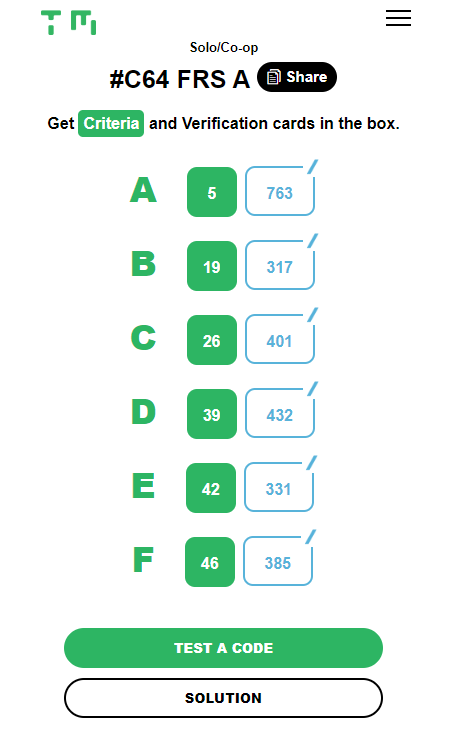 TM
Solo/Co-op
#C64 FRS A Share
Get Criteria and Verification cards in the box.
A 5 763
B 19 317
C 26 401
D 39 432
E 42 331
F 46 385
TEST A CODE
SOLUTION